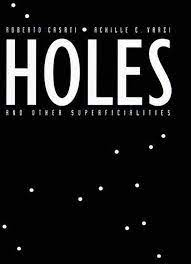 ROBERTO CASATI • ACHILLE C. VARZI
HOLES
AND OTHER SUPERFICIALITIES